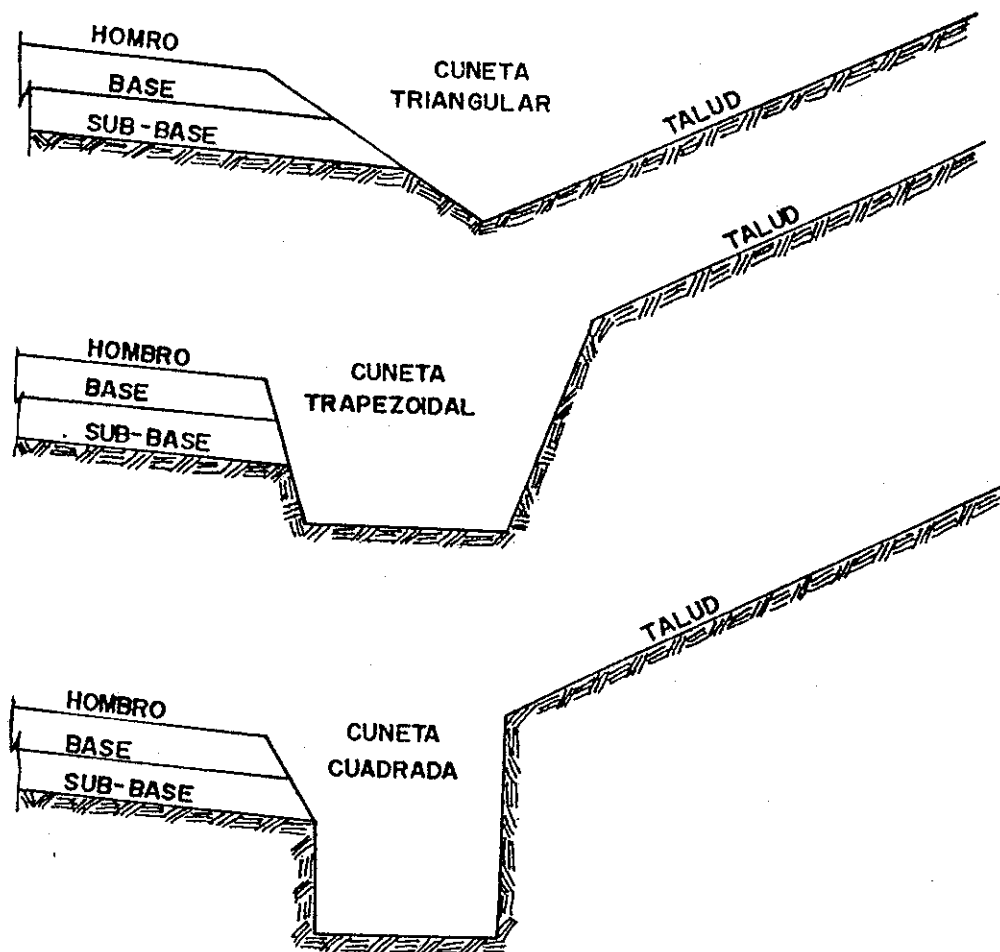 HOMRO
BASE
SUB-BASE
CUNETA
TRIANGULAR
TALUD
HOMBRO
BASE
SUB-BASE
CUNETA
TRAPEZOIDAL
TALUD
HOMBRO
BASE
SUB-BASE
CUNETA
CUADRADA
TALUD